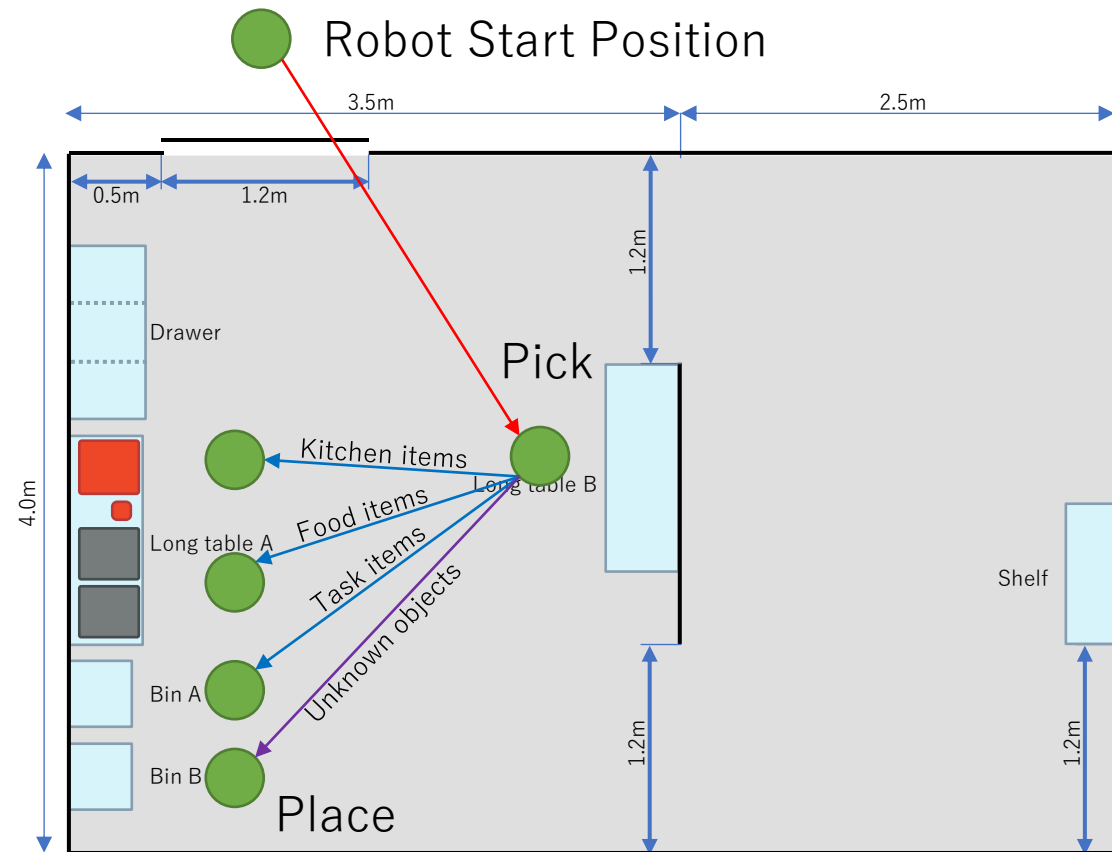 Robot Start Position
3.5m
2.5m
0.5m
1.2m
1.2m
Drawer
Pick
Kitchen items
Long table B
4.0m
Food items
Long table A
Task items
Shelf
Unknown objects
Bin A
1.2m
1.2m
Bin B
Place